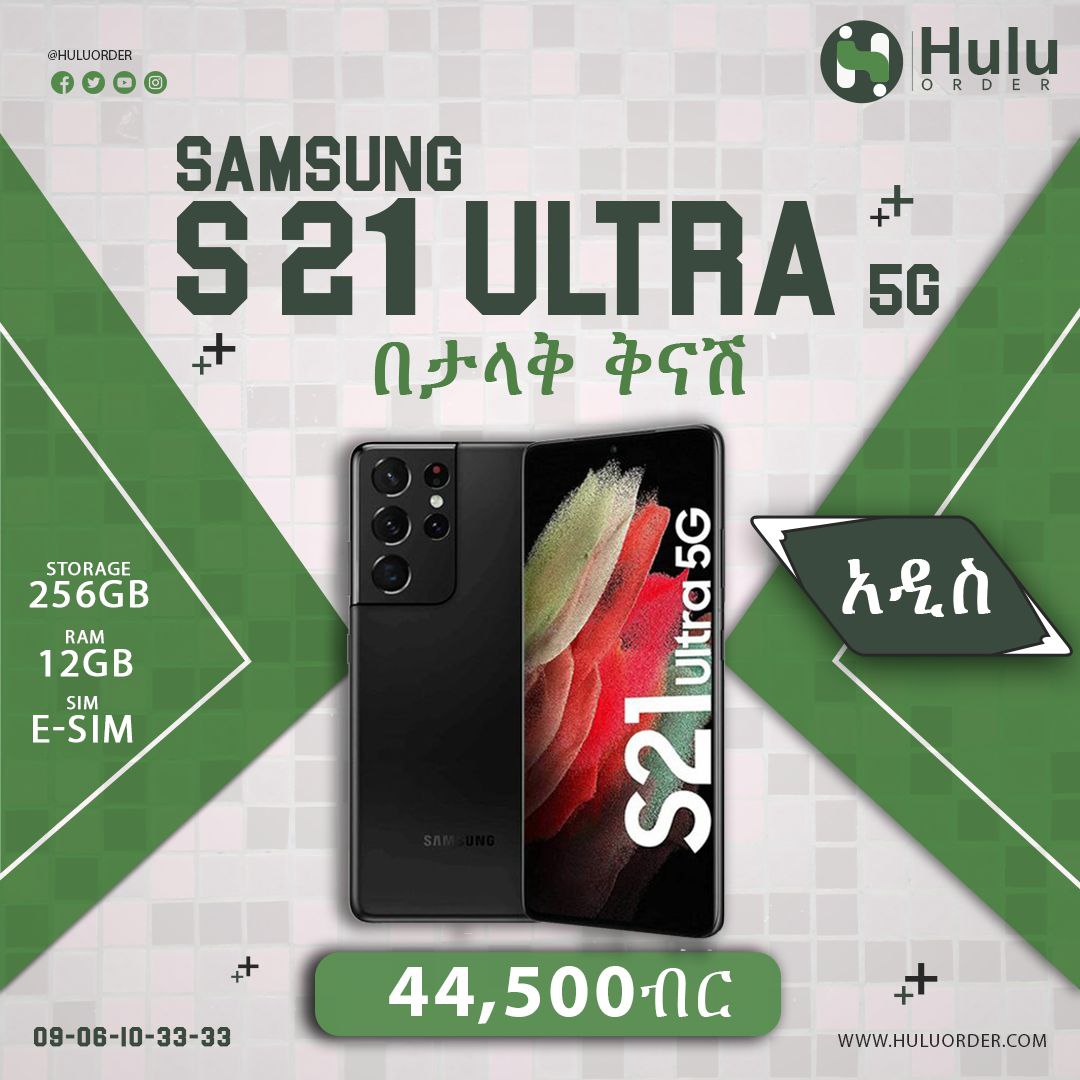 @HULUORDER
Hulu
ORDER
SAMSUNG
S21 ULTRA 5G
በታላቅ ቅናሽ
STORAGE
256GB
RAM
12GB
SIM
E-SIM
SAMSUNG
S21 Ultra 5G
አዲስ
44,500ብር
09-06-10-33-33
WWW.HULUORDER.COM